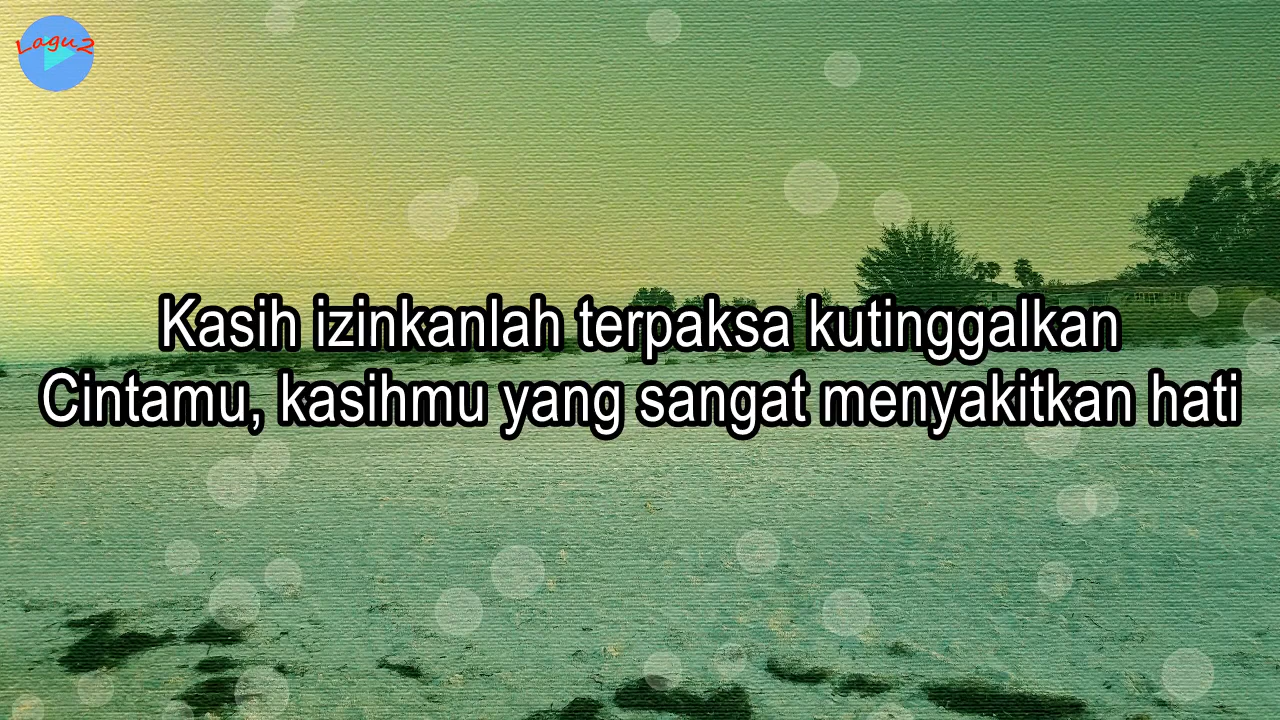 Lagu2
Kasih izinkanlah terpaksa kutinggalkan
Cintamu, kasihmu yang sangat menyakitkan hati